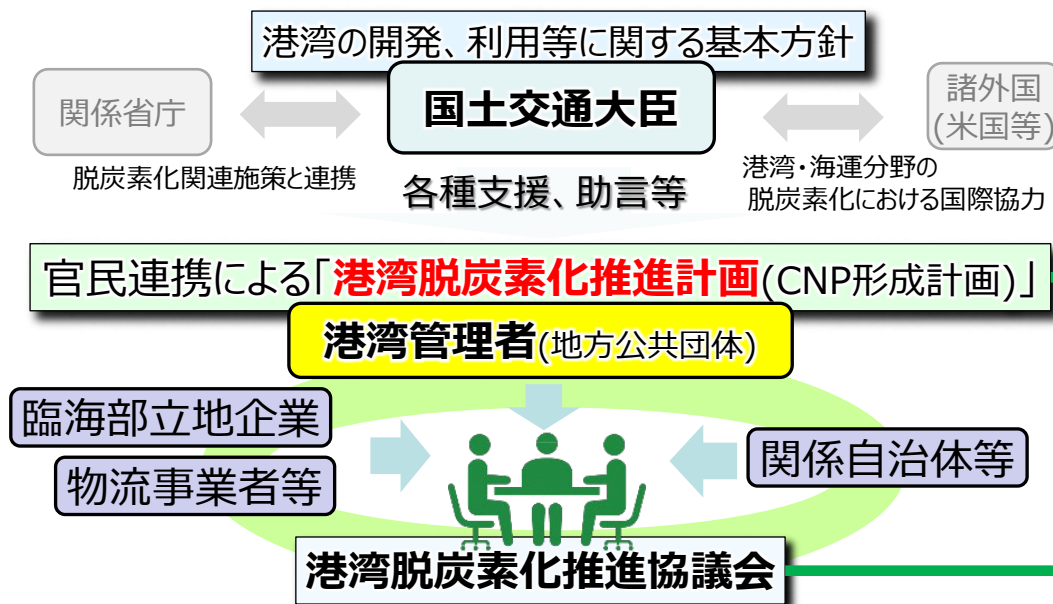 港湾の開発、利用等に関する基本方針
関係省庁
国土交通大臣
諸外国
(米国等)
脱炭素化関連施策と連携
各種支援、助言等
港湾・海運分野の
脱炭素化における国際協力
官民連携による「港湾脱炭素化推進計画(CNP形成計画)」
港湾管理者(地方公共団体)
臨海部立地企業
物流事業者等
関係自治体等
港湾脱炭素化推進協議会